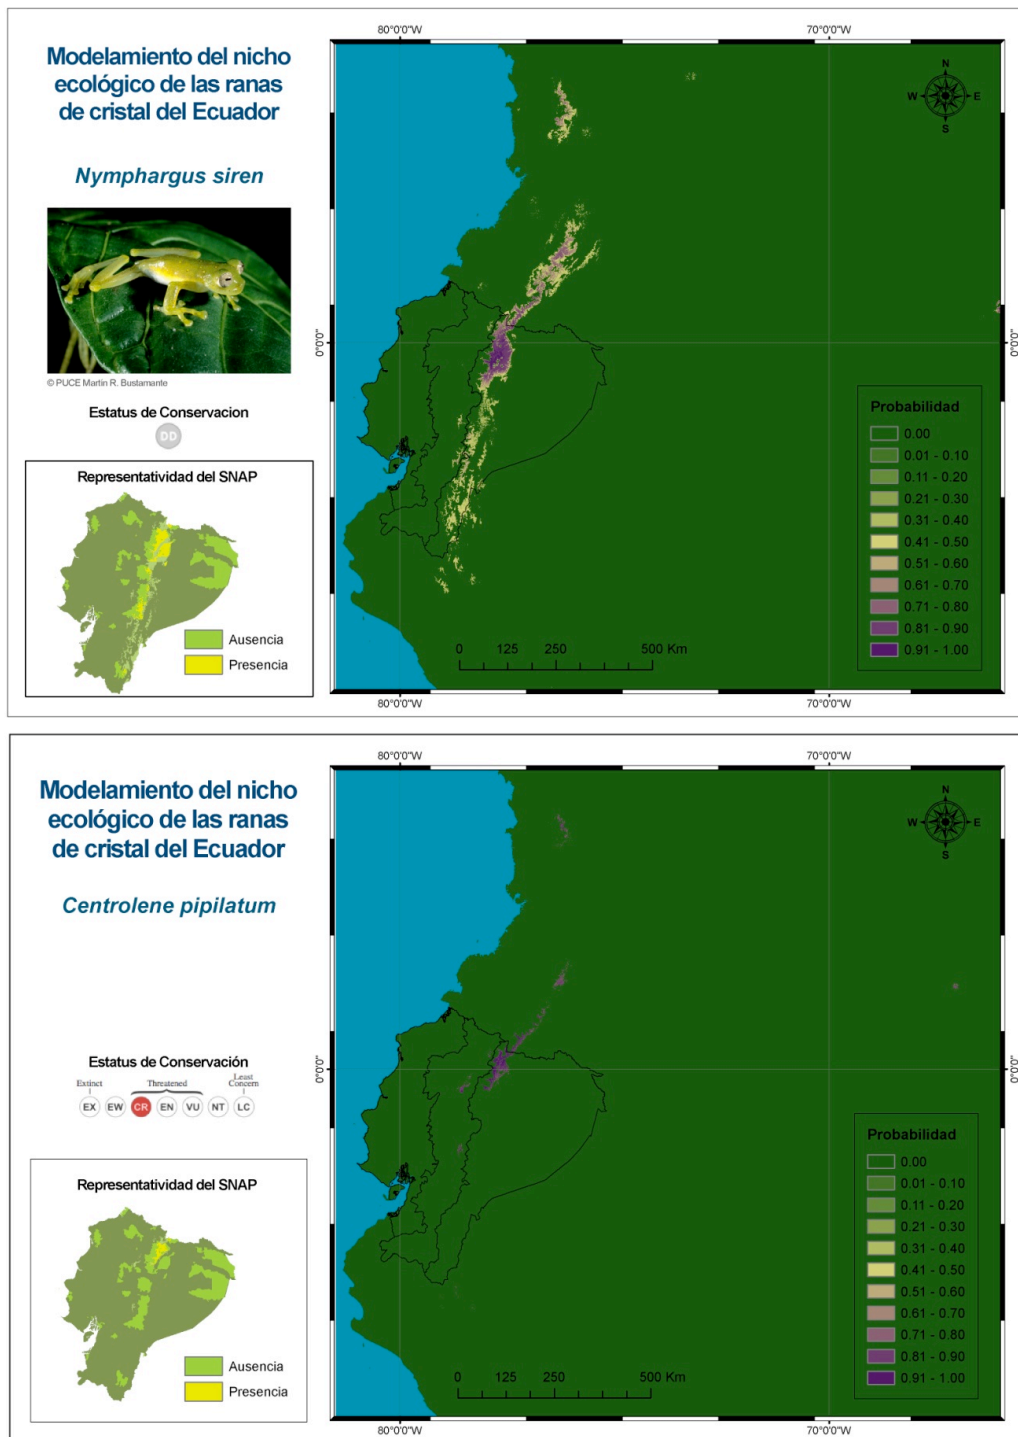 Modelamiento del nicho
ecológico de las ranas
de cristal del Ecuador
Nymphargus siren
© PUCE Martin R. Bustamante
Estatus de Conservacion
DD
Representatividad del SNAP
Ausencia
Presencia
80°0'0"W
70°0'0"W
N
W
E
S
0°0'0"
0°0'0"
Probabilidad
0.00
0.01 - 0.10
0.11 - 0.20
0.21 - 0.30
0.31 - 0.40
0.41 - 0.50
0.51 - 0.60
0.61 - 0.70
0.71 - 0.80
0.81 - 0.90
0.91 - 1.00
0 125 250 500 Km
80°0'0"W
70°0'0"W
Modelamiento del nicho
ecológico de las ranas
de cristal del Ecuador
Centrolene pipilatum
Estatus de Conservación
Extinct
Threatened
Least
Concern
EX EW CR EN VU NT LC
Representatividad del SNAP
Ausencia
Presencia
80°0'0"W
70°0'0"W
N
W
E
S
0°0'0"
0°0'0"
Probabilidad
0.00
0.01 - 0.10
0.11 - 0.20
0.21 - 0.30
0.31 - 0.40
0.41 - 0.50
0.51 - 0.60
0.61 - 0.70
0.71 - 0.80
0.81 - 0.90
0.91 - 1.00
0 125 250 500 Km
80°0'0"W
70°0'0"W